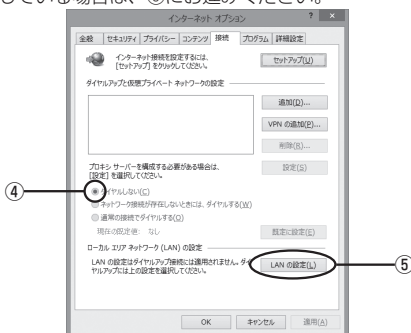 している場合は、⑥にお進みください。
インターネット オプション
? ×
全般 セキュリティ プライバシー コンテンツ 接続 プログラム 詳細設定
インターネット接続を設定するには、
[セットアップ] をクリックしてください。
セットアップ(U)
ダイヤルアップと仮想プライベート ネットワークの設定
追加(D)...
VPN の追加(P)...
削除(R)...
プロキシ サーバーを構成する必要がある場合は、
[設定] を選択してください。
設定(S)
④
ダイヤルしない(C)
ネットワーク接続が存在しないときには、ダイヤルする(W)
通常の接続でダイヤルする(O)
現在の既定値: なし
既定に設定(E)
ローカル エリア ネットワーク (LAN) の設定
LAN の設定はダイヤルアップ接続には適用されません。ダイ
ヤルアップには上の設定を選択してください。
LAN の設定(L)
⑤
OK キャンセル 適用(A)